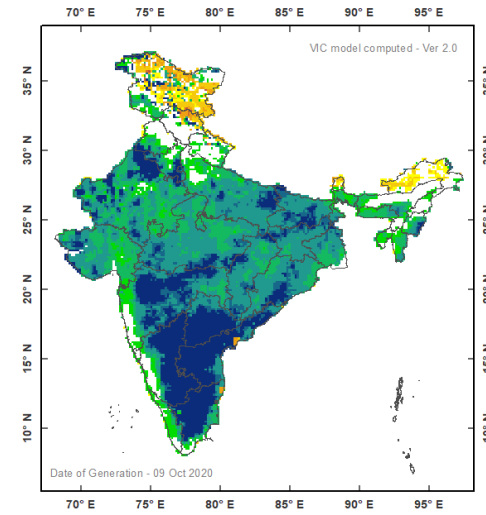 70° E 75° E 80° E 85° E 90° E 95° E
VIC model computed - Ver 2.0
35° N
30° N 30° N
25° N
20° N
15° N
10° N
Date of Generation - 09 Oct 2020
70° E 75° E 80° E 85° E 90° E 95° E